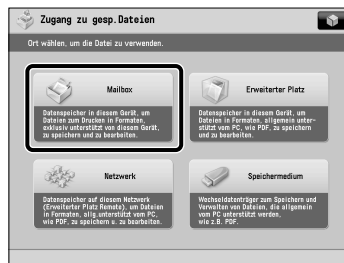 Zugang zu gesp.Dateien
Ort wählen, um die Datei zu verwenden.
Mailbox
Datenspeicher in diesem Gerät, um
Dateien zum Drucken in Formaten,
exklusiv unterstützt von diesem Gerät,
zu speichern und zu bearbeiten.
Erweiterter Platz
Datenspeicher in diesem Gerät, um
Dateien in Formaten, allgemein unter-
stützt vom PC, wie PDF, zu speichern
und zu bearbeiten.
Netzwerk
Datenspeicher auf diesem Netzwerk
(Erweiterter Platz Remote), um Dateien
in Formaten, allg.unterstützt vom PC,
wie PDF, zu speichern u. zu bearbeiten.
Speichermedium
Wechseldatenträger zum Speichern und
Verwalten von Dateien, die allgemein
vom PC unterstützt werden,
wie z.B. PDF.